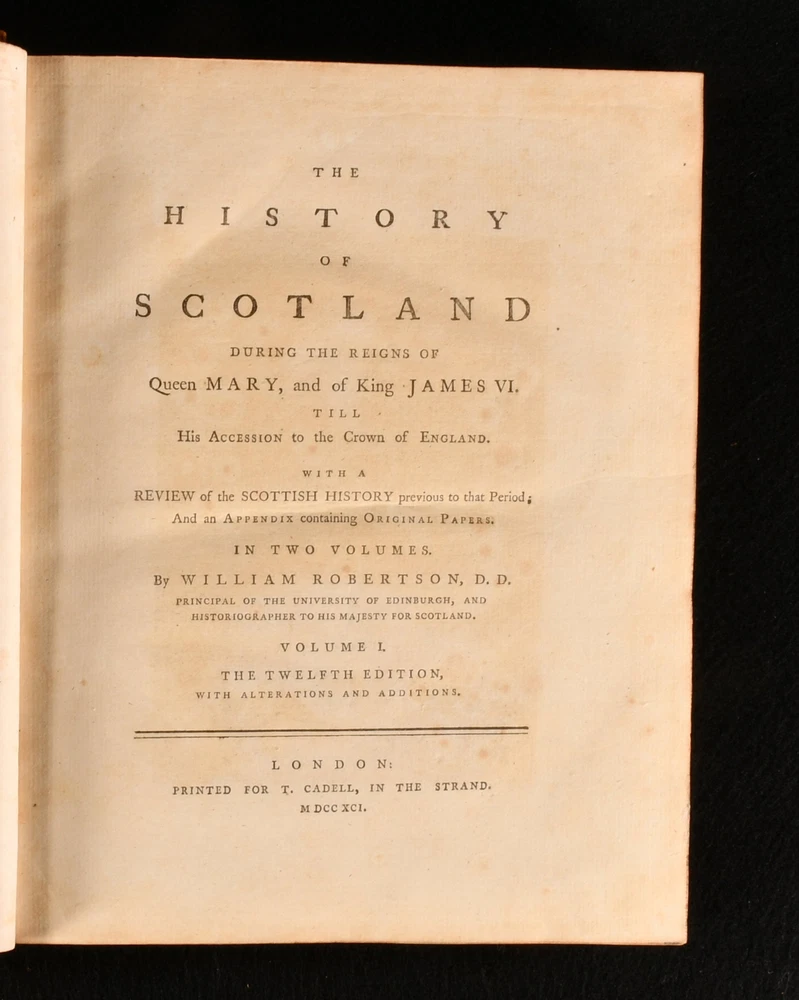 THE
HISTORY
OF
SCOTLAND
DURING THE REIGNS OF
Queen MARY, and of King JAMES VI.
TILL
His ACCESSION to the Crown of ENGLAND.
WITH A
REVIEW of the SCOTTISH HISTORY previous to that Period;
And an APPENDIX containing ORIGINAL PAPERS.
IN TWO VOLUMES.
By WILLIAM ROBERTSON, D. D.
PRINCIPAL OF THE UNIVERSITY OF EDINBURGH, AND
HISTORIOGRAPHER TO HIS MAJESTY FOR SCOTLAND.
VOLUME I.
THE TWELFTH EDITION,
WITH ALTERATIONS AND ADDITIONS.
LONDON:
PRINTED FOR T. CADELL, IN THE STRAND.
M DCC XCI.